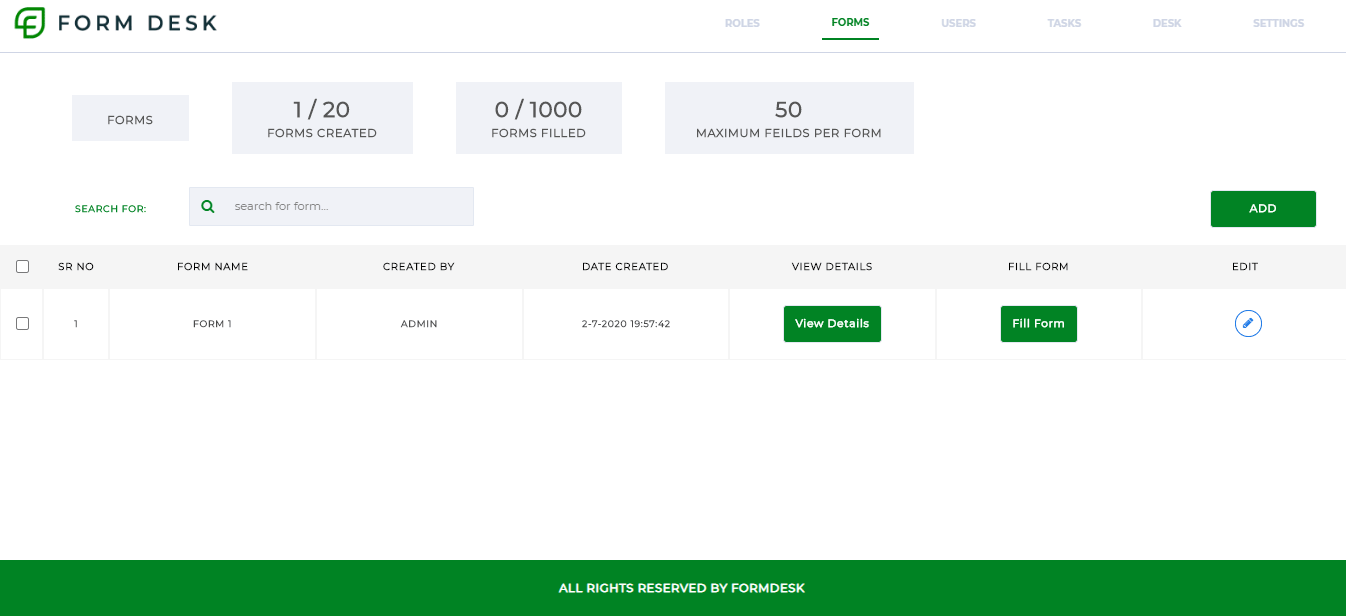 FORM DESK
ROLES FORMS USERS TASKS DESK SETTINGS
FORMS
1 / 20
FORMS CREATED
0 / 1000
FORMS FILLED
50
MAXIMUM FEILDS PER FORM
SEARCH FOR:
search for form...
ADD
SR NO FORM NAME CREATED BY DATE CREATED VIEW DETAILS FILL FORM EDIT
1 FORM 1 ADMIN 2-7-2020 19:57:42 View Details Fill Form
ALL RIGHTS RESERVED BY FORMDESK